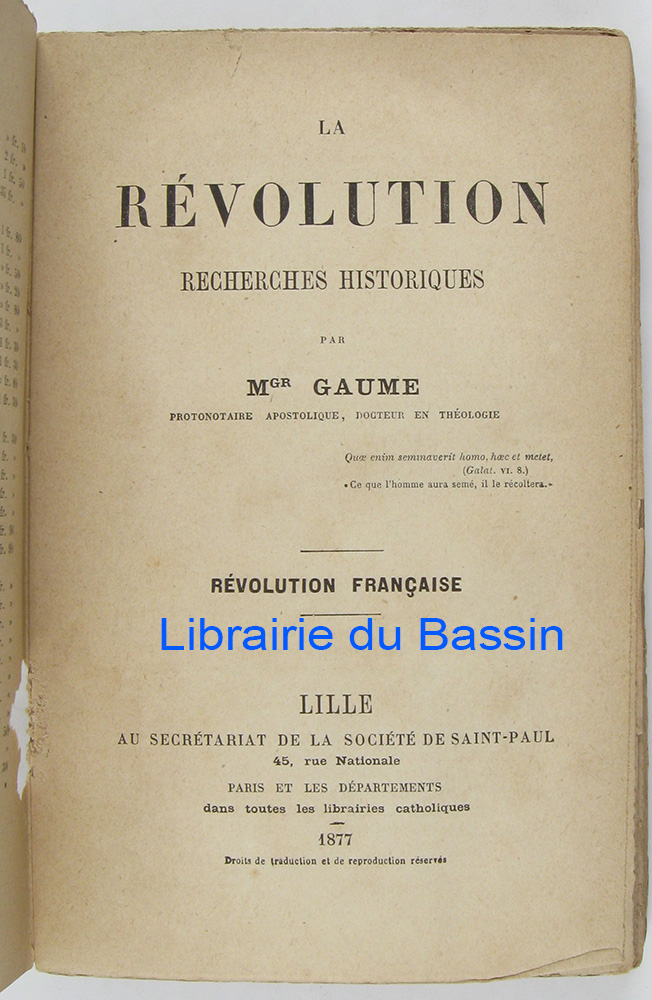 LA
RÉVOLUTION
RECHERCHES HISTORIQUES
PAR
MGR GAUME
PROTONOTAIRE APOSTOLIQUE, DOCTEUR EN THÉOLOGIE
Quæ enim seminaverit homo, hæc et metet,
(Galat. VI. 8.)
«Ce que l'homme aura semé, il le récoltera.»
RÉVOLUTION FRANÇAISE
Librairie du Bassin
LILLE
AU SECRÉTARIAT DE LA SOCIÉTÉ DE SAINT-PAUL
45, rue Nationale
PARIS ET LES DÉPARTEMENTS
dans toutes les librairies catholiques
1877
Droits de traduction et de reproduction réservés